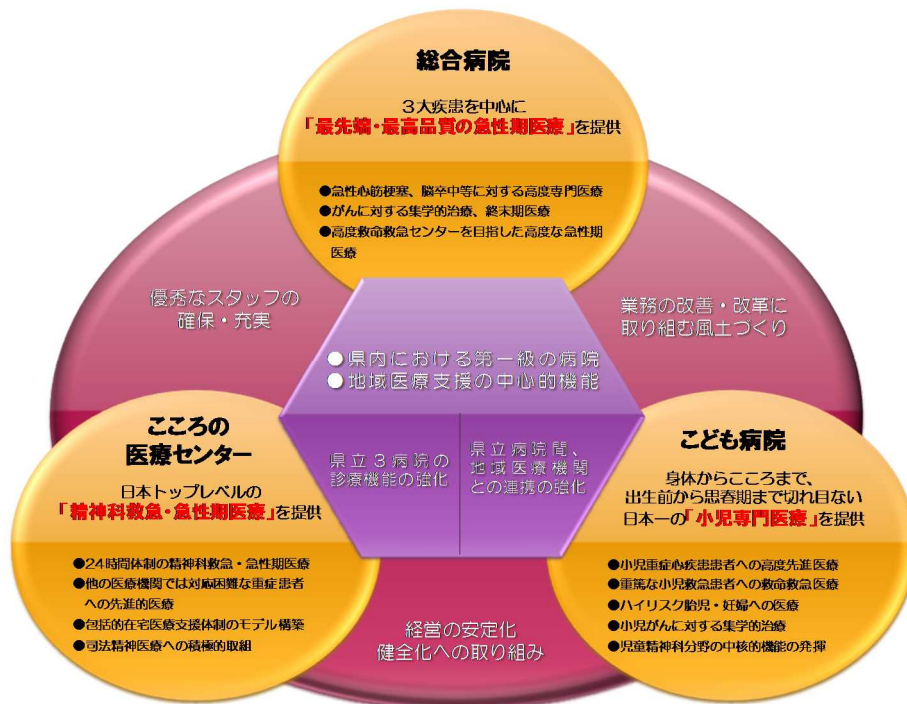 総合病院
3大疾患を中心に
「最先端・最高品質の急性期医療」を提供
●急性心筋梗塞、脳卒中等に対する高度専門医療
●がんに対する集学的治療、終末期医療
●高度救命救急センターを目指した高度な急性期
医療
優秀なスタッフの
確保・充実
業務の改善・改革に
取り組む風土づくり
●県内における第一級の病院
●地域医療支援の中心的機能
県立3病院の
診療機能の強化
県立病院間、
地域医療機関
との連携の強化
こころの
医療センター
日本トップレベルの
「精神科救急・急性期医療」を提供
●24時間体制の精神科救急・急性期医療
●他の医療機関では対応困難な重症患者
への先進的医療
●包括的在宅医療支援体制のモデル構築
●司法精神医療への積極的取組
こども病院
身体からこころまで、
出生前から思春期まで切れ目ない
日本一の「小児専門医療」を提供
●小児重症心疾患患者への高度先進医療
●重篤な小児救急患者への救命救急医療
●ハイリスク胎児・妊婦への医療
●小児がんに対する集学的治療
●児童精神科分野の中核的機能の発揮
経営の安定化
健全化への取り組み